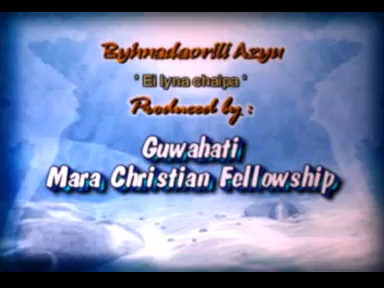 Byhnadaorili Azyu
' Ei lyna chaipa '
Produced by :
Guwahati
Mara Christian Fellowship